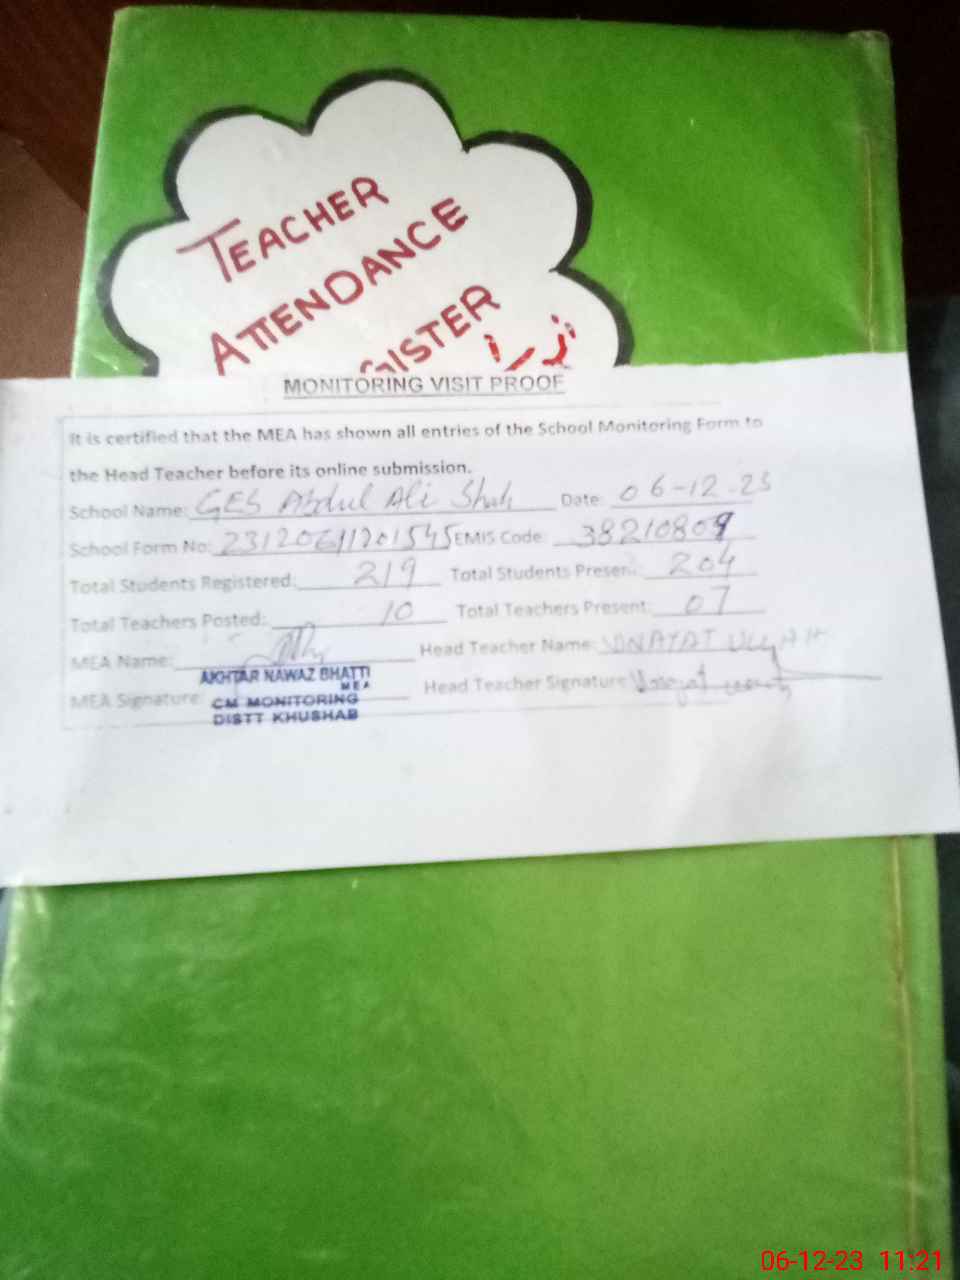 TEACHER
ATTENDANCE
GISTER
MONITORING VISIT PROOF
It is certified that the MEA has shown all entries of the School Monitoring Form to
the Head Teacher before its online submission.
School Name: GES Abdul Ali Shah Date: 06-12-23
School Form No: EMIS Code: 38210809
Total Students Registered: 219 Total Students Present: 204
Total Teachers Posted: 10 Total Teachers Present: 07
MEA Name: Head Teacher Name: INAYAT ULLAH
AKHTAR NAWAZ BHATTI
MEA
MEA Signature: CM MONITORING Head Teacher Signature
DISTT KHUSHAB
06-12-23 11:21